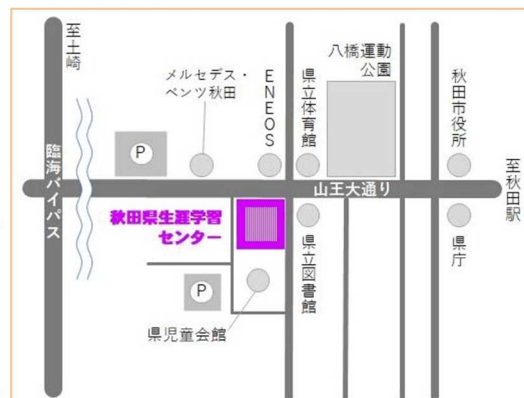 至土崎
メルセデス・
ベンツ秋田
ENEOS
県立体育館
八橋運動
公園
秋田市役所
P
臨海バイパス
山王大通り
至秋田駅
秋田県生涯学習
センター
県立図書館
県庁
P
県児童会館